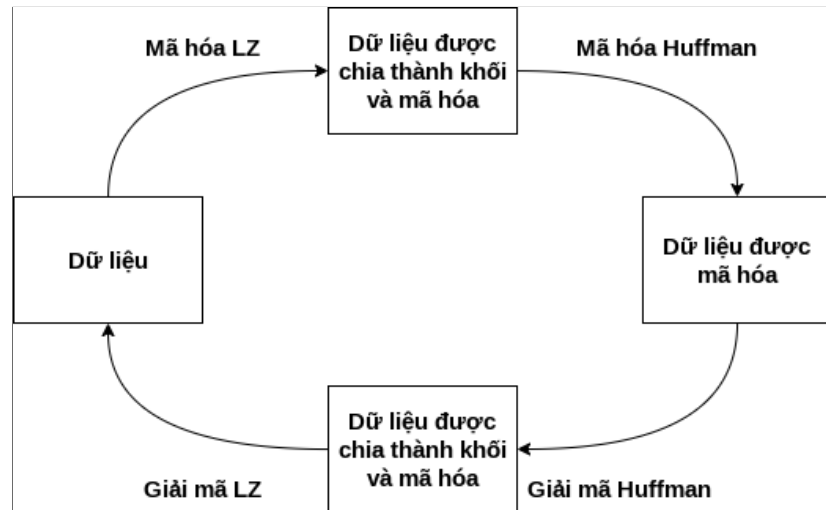 Mã hóa LZ
Dữ liệu được
chia thành khối
và mã hóa
Mã hóa Huffman
Dữ liệu
Dữ liệu được
mã hóa
Dữ liệu được
chia thành khối
và mã hóa
Giải mã LZ
Giải mã Huffman